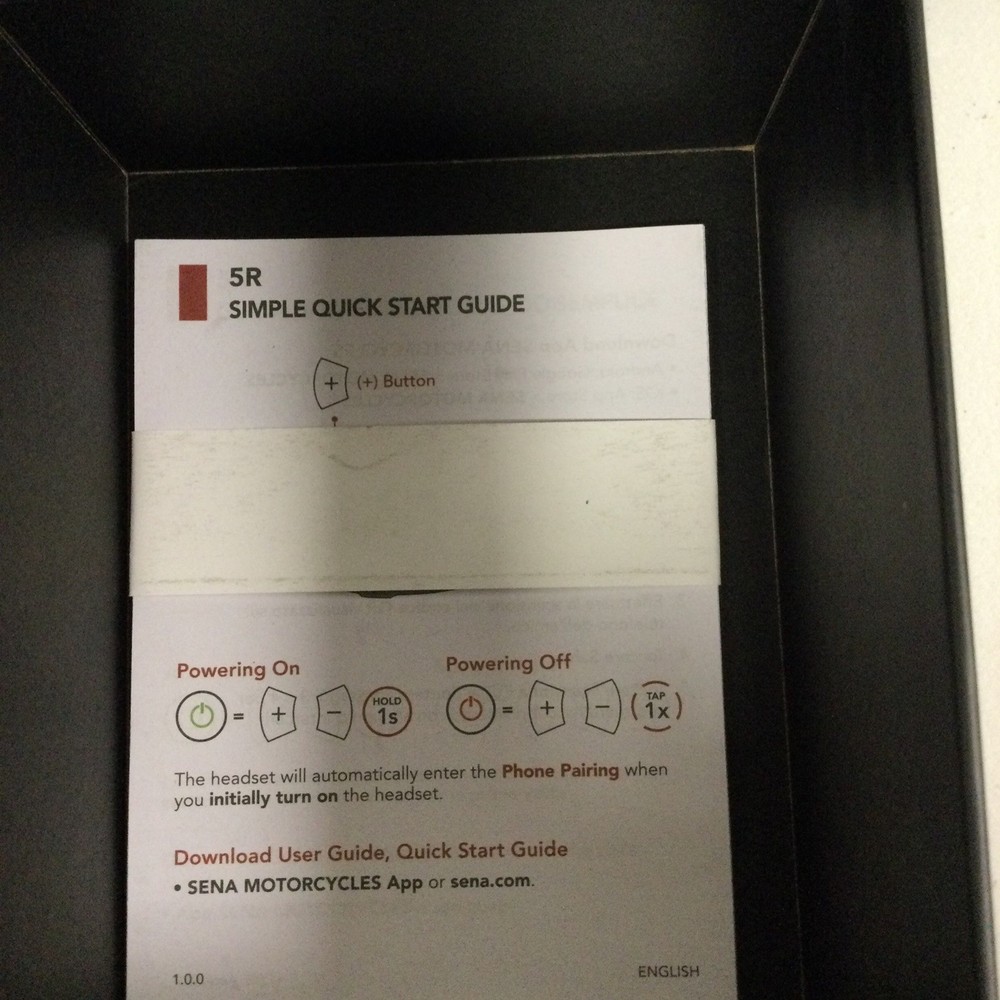 5R
SIMPLE QUICK START GUIDE
+ (+) Button
Powering On
= + − HOLD 1s
Powering Off
= + − (TAP 1x)
The headset will automatically enter the Phone Pairing when
you initially turn on the headset.
Download User Guide, Quick Start Guide
• SENA MOTORCYCLES App or sena.com.
1.0.0
ENGLISH